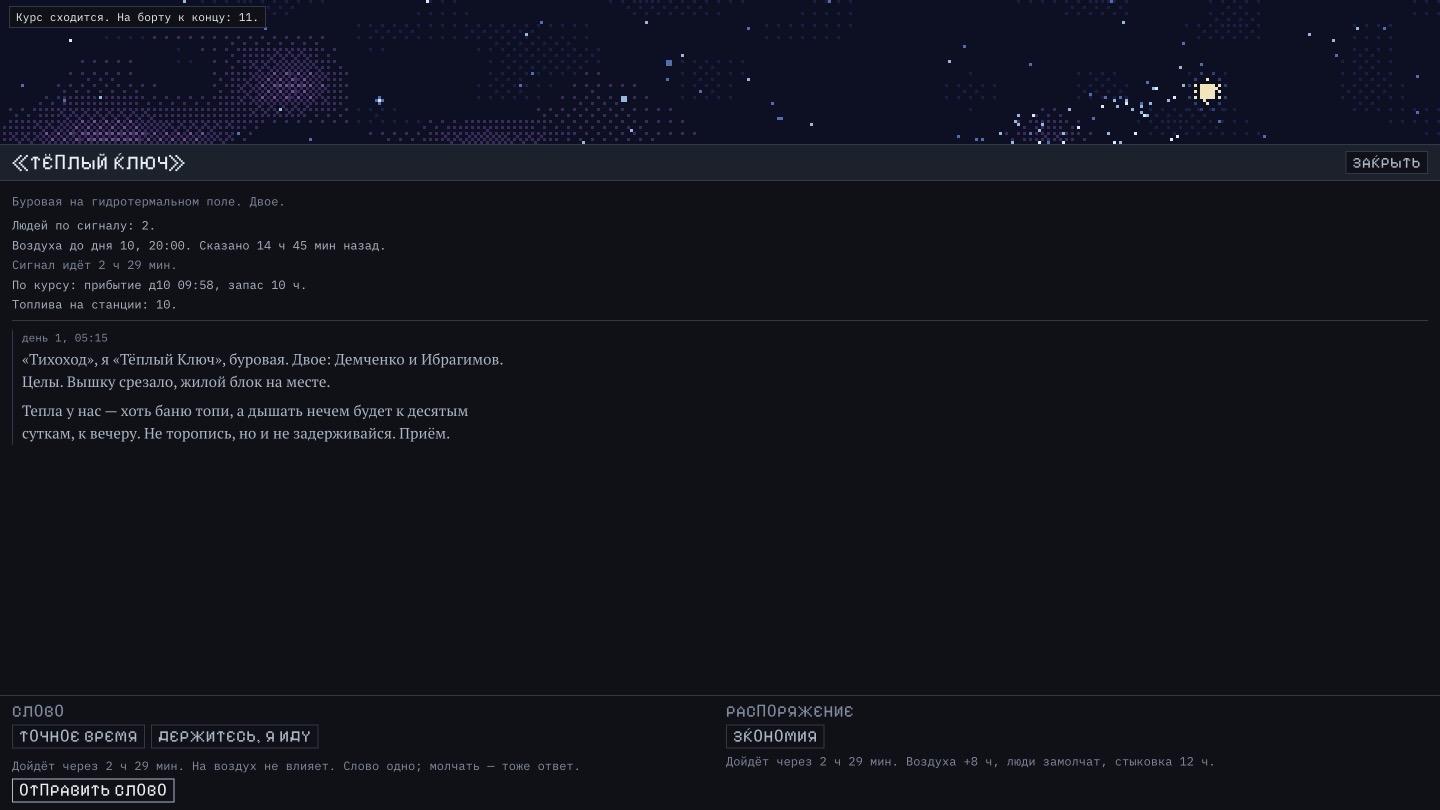 Курс сходится. На борту к концу: 11.
«ТЁПЛЫЙ КЛЮЧ»
ЗАКРЫТЬ
Буровая на гидротермальном поле. Двое.
Людей по сигналу: 2.
Воздуха до дня 10, 20:00. Сказано 14 ч 45 мин назад.
Сигнал идёт 2 ч 29 мин.
По курсу: прибытие д10 09:58, запас 10 ч.
Топлива на станции: 10.
день 1, 05:15
«Тихоход», я «Тёплый Ключ», буровая. Двое: Демченко и Ибрагимов.
Целы. Вышку срезало, жилой блок на месте.
Тепла у нас — хоть баню топи, а дышать нечем будет к десятым
суткам, к вечеру. Не торопись, но и не задерживайся. Приём.
СЛОВО
ТОЧНОЕ ВРЕМЯ
ДЕРЖИТЕСЬ, Я ИДУ
Дойдёт через 2 ч 29 мин. На воздух не влияет. Слово одно; молчать — тоже ответ.
ОТПРАВИТЬ СЛОВО
РАСПОРЯЖЕНИЕ
ЭКОНОМИЯ
Дойдёт через 2 ч 29 мин. Воздуха +8 ч, люди замолчат, стыковка 12 ч.